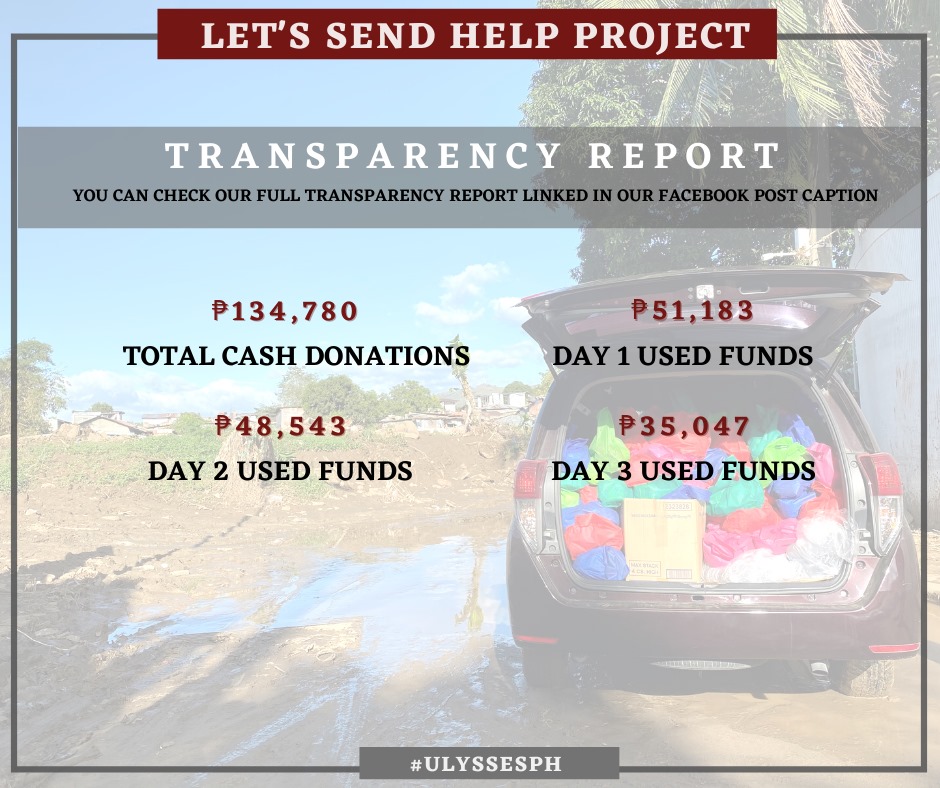 LET'S SEND HELP PROJECT
TRANSPARENCY REPORT
YOU CAN CHECK OUR FULL TRANSPARENCY REPORT LINKED IN OUR FACEBOOK POST CAPTION
₱134,780
TOTAL CASH DONATIONS
₱51,183
DAY 1 USED FUNDS
₱48,543
DAY 2 USED FUNDS
₱35,047
DAY 3 USED FUNDS
#ULYSSESPH